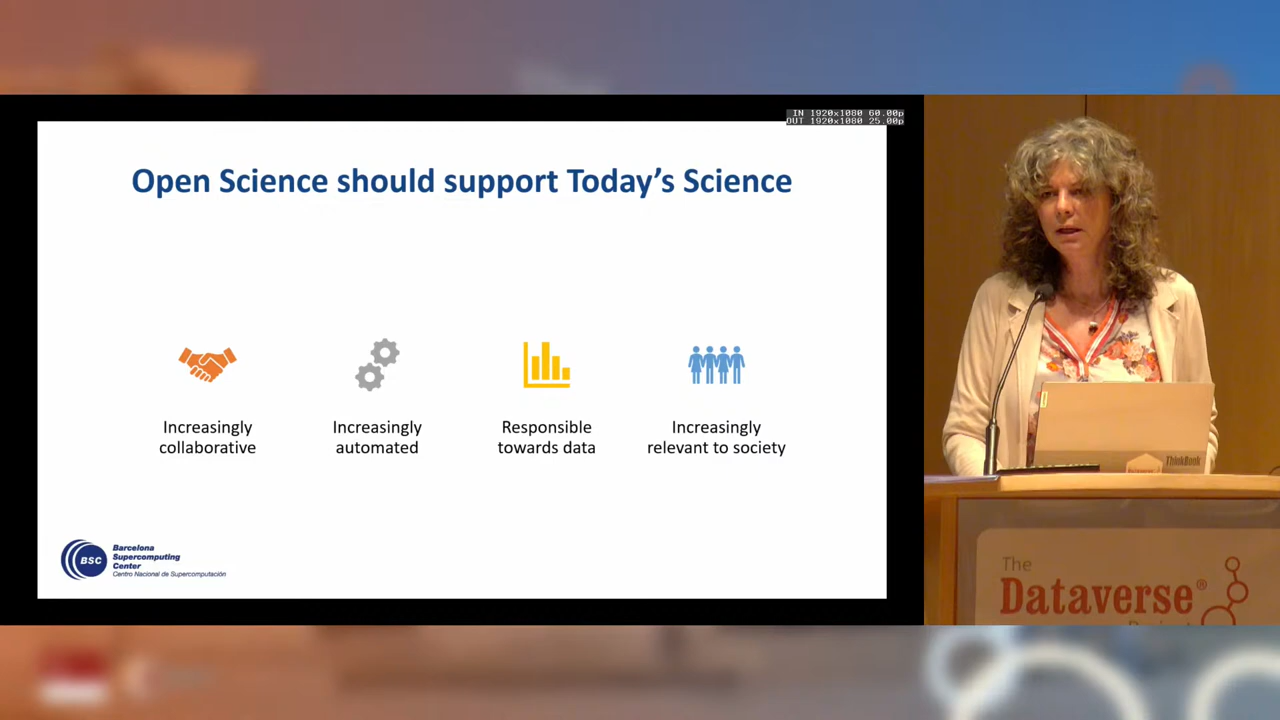 IN 1920x1080 60.00p
OUT 1920x1080 25.00p
Open Science should support Today’s Science
Increasingly
collaborative
Increasingly
automated
Responsible
towards data
Increasingly
relevant to society
BSC
Barcelona
Supercomputing
Center
Centro Nacional de Supercomputación
ThinkBook
The
Dataverse®
Project